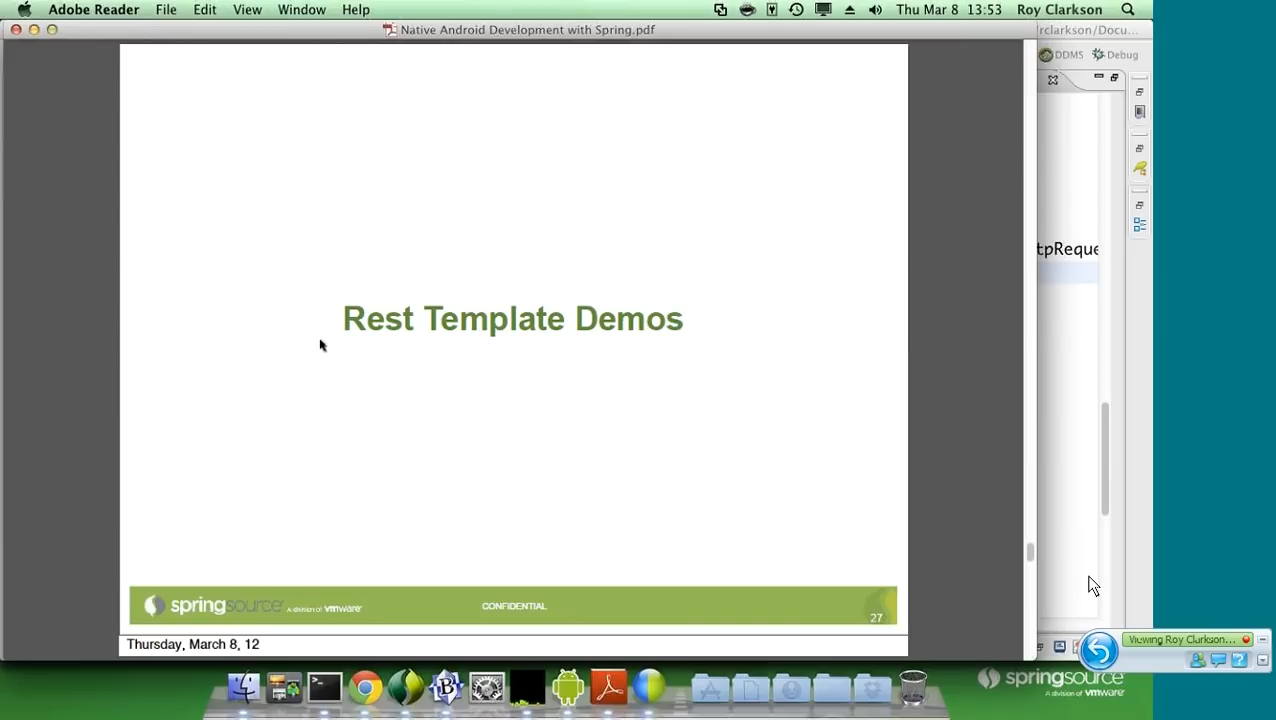 Adobe Reader File Edit View Window Help Thu Mar 8 13:53 Roy Clarkson
Native Android Development with Spring.pdf
rclarkson/Docu...
DDMS Debug
tpReque
Rest Template Demos
springsource A division of vmware CONFIDENTIAL 27
Thursday, March 8, 12
Viewing Roy Clarkson...
springsource
A division of vmware